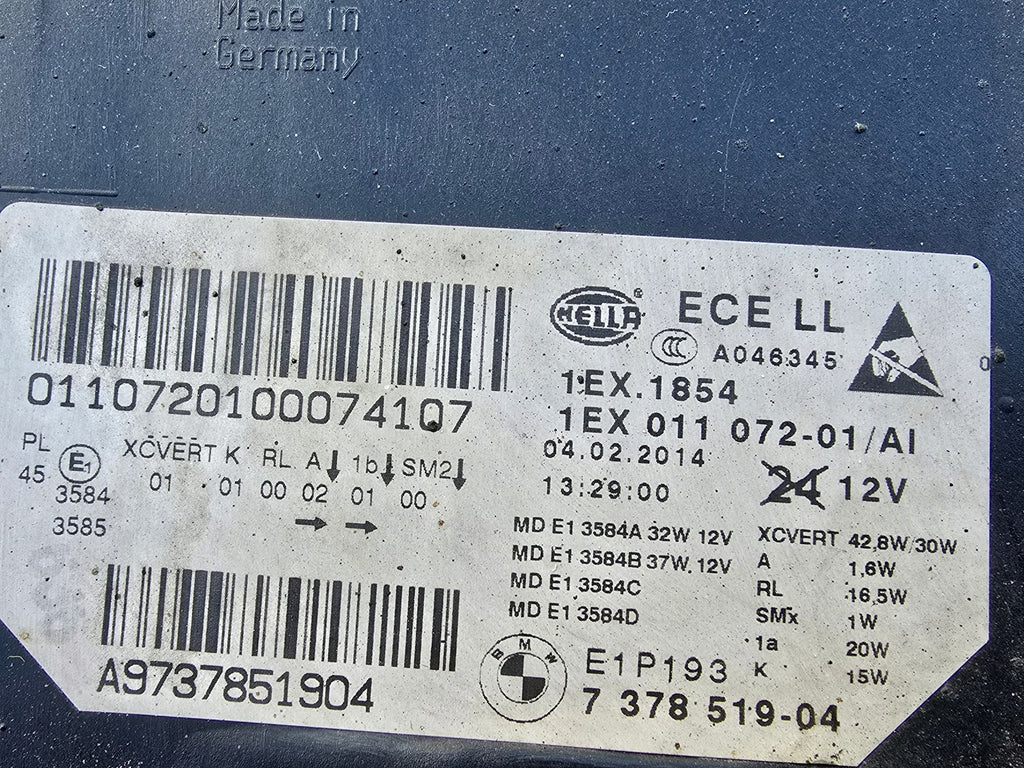 Made in
Germany
01107201000074107
PL
45
E1
3584
3585
XCVERT K RL A↓ 1b↓ SM2↓
01 01 00 02 01 00
→ →
A9737851904
HELLA ®
ECE LL
CCC
A046345
1EX.1854
1EX 011 072-01/AI
04.02.2014
13:29:00
24 12V
MD E1 3584A 32W 12V
MD E1 3584B 37W 12V
MD E1 3584C
MD E1 3584D
XCVERT 42,8W/30W
A 1,6W
RL 16,5W
SMx 1W
1a 20W
K 15W
BMW
E1P193
7 378 519-04